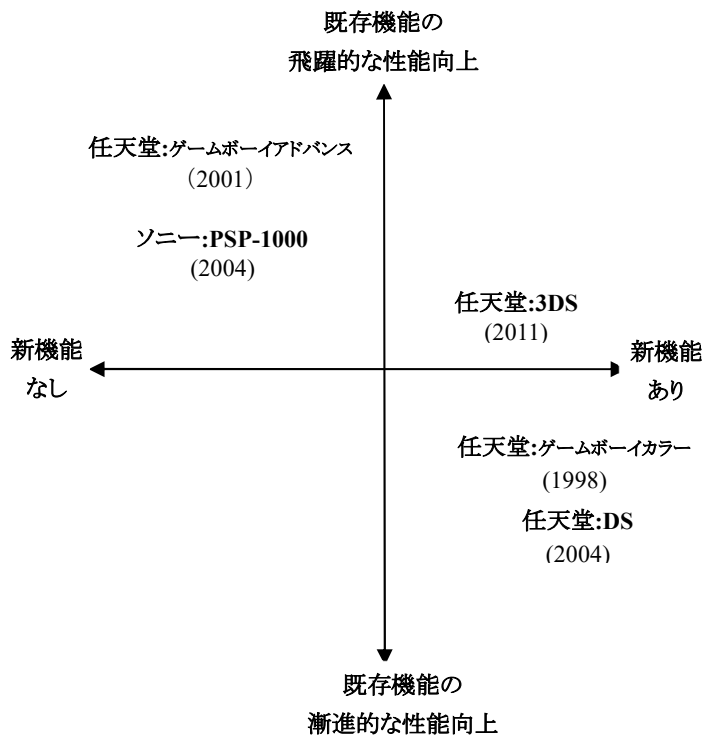 既存機能の
飛躍的な性能向上
任天堂:ゲームボーイアドバンス
（2001）
ソニー:PSP-1000
(2004)
任天堂:3DS
(2011)
新機能
なし
新機能
あり
任天堂:ゲームボーイカラー
(1998)
任天堂:DS
(2004)
既存機能の
漸進的な性能向上